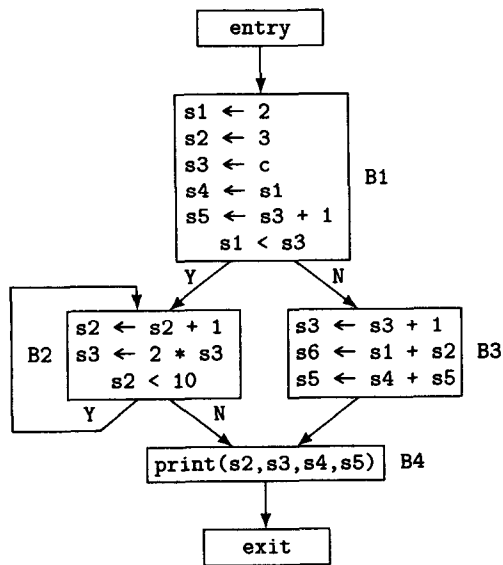 entry
s1 ← 2
s2 ← 3
s3 ← c
s4 ← s1
s5 ← s3 + 1
s1 < s3
B1
Y
N
B2
s2 ← s2 + 1
s3 ← 2 * s3
s2 < 10
s3 ← s3 + 1
s6 ← s1 + s2
s5 ← s4 + s5
B3
Y
N
print(s2,s3,s4,s5)
B4
exit